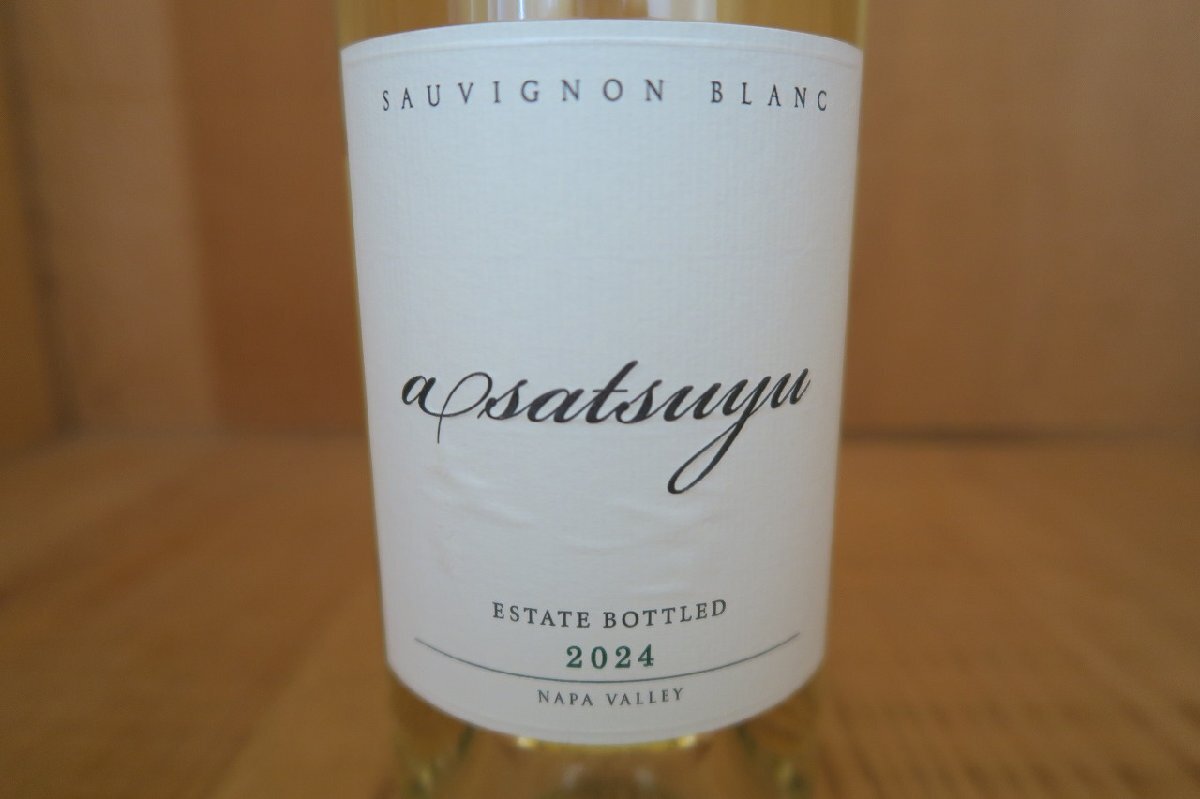 SAUVIGNON BLANC
asatsuyu
ESTATE BOTTLED
2024
NAPA VALLEY